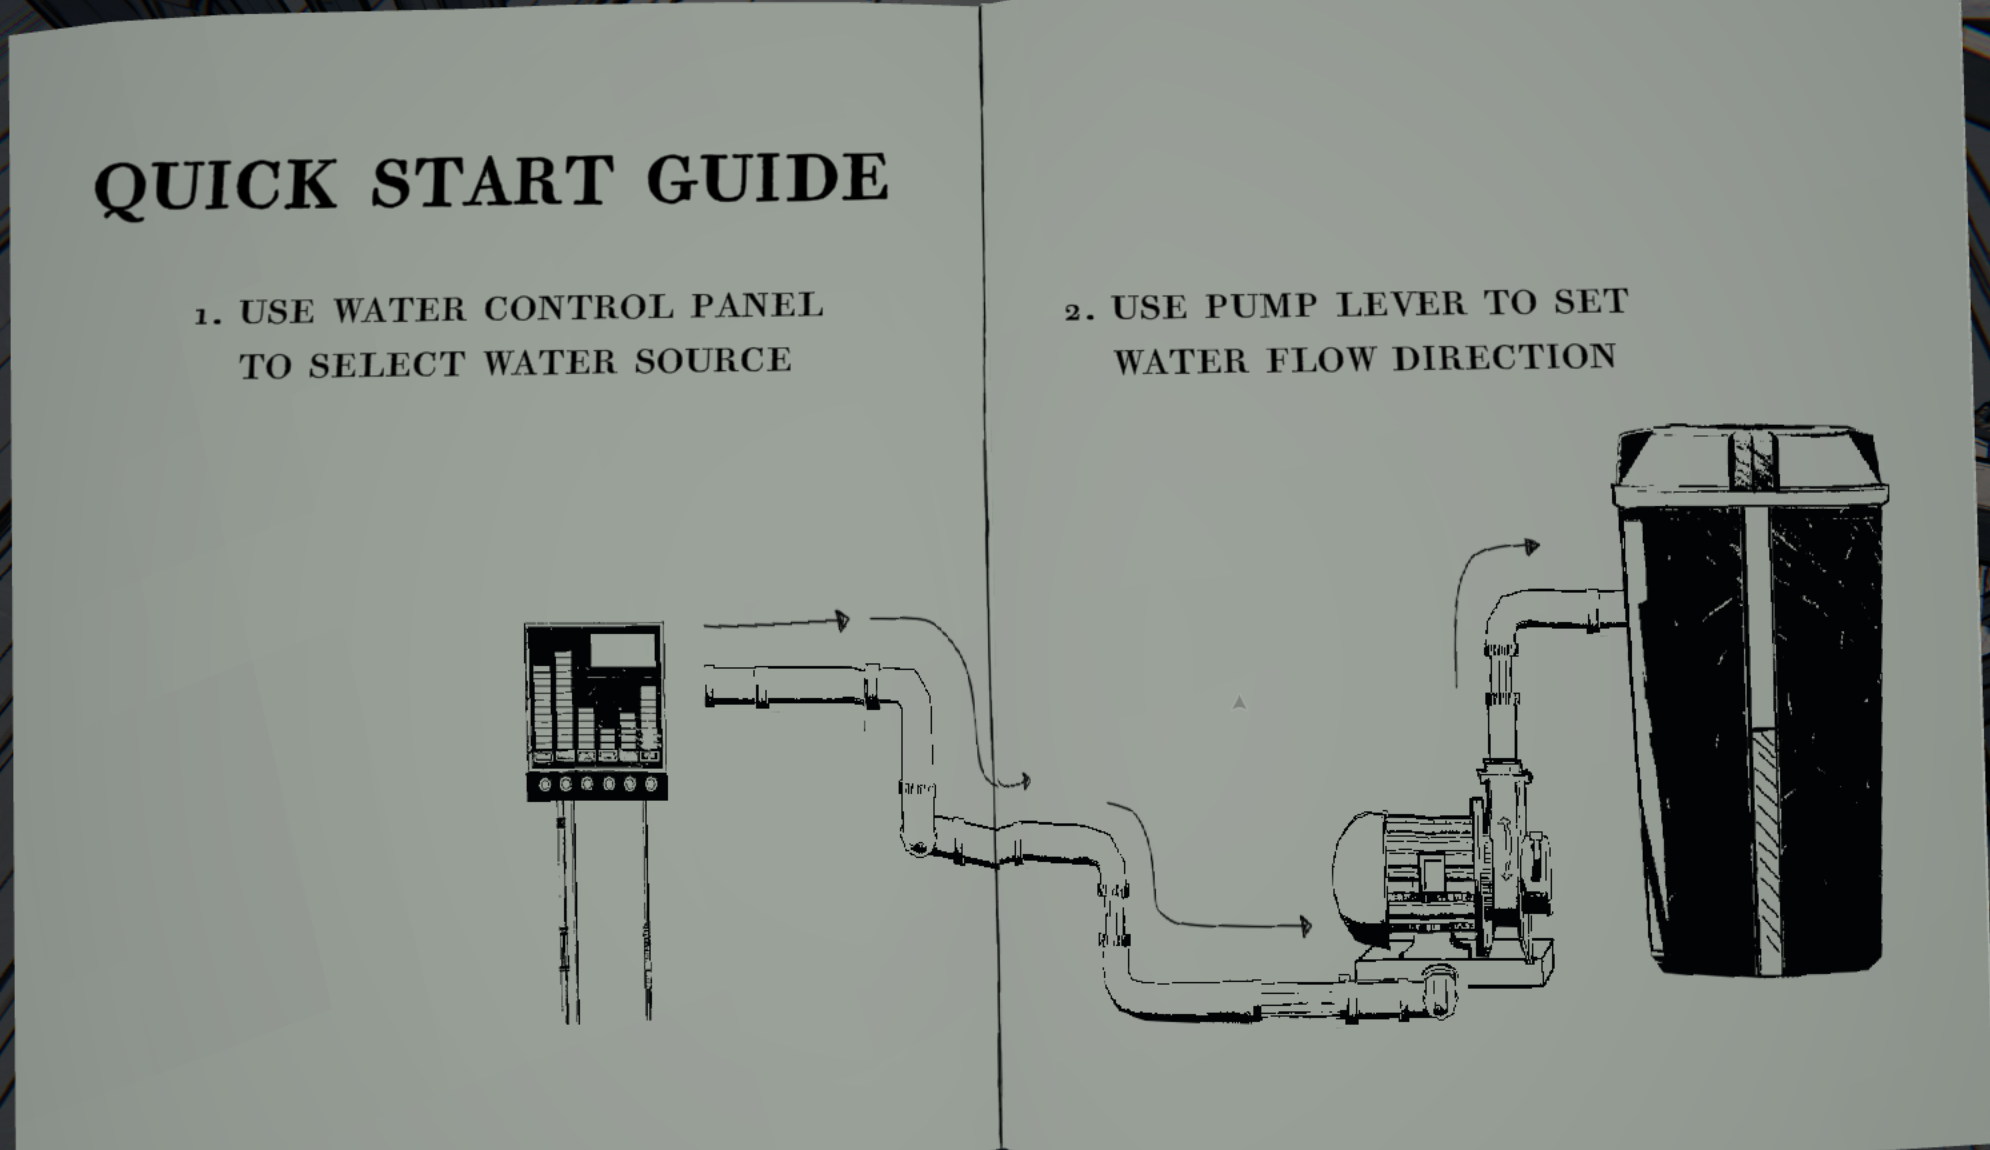 QUICK START GUIDE
1. USE WATER CONTROL PANEL
TO SELECT WATER SOURCE
2. USE PUMP LEVER TO SET
WATER FLOW DIRECTION